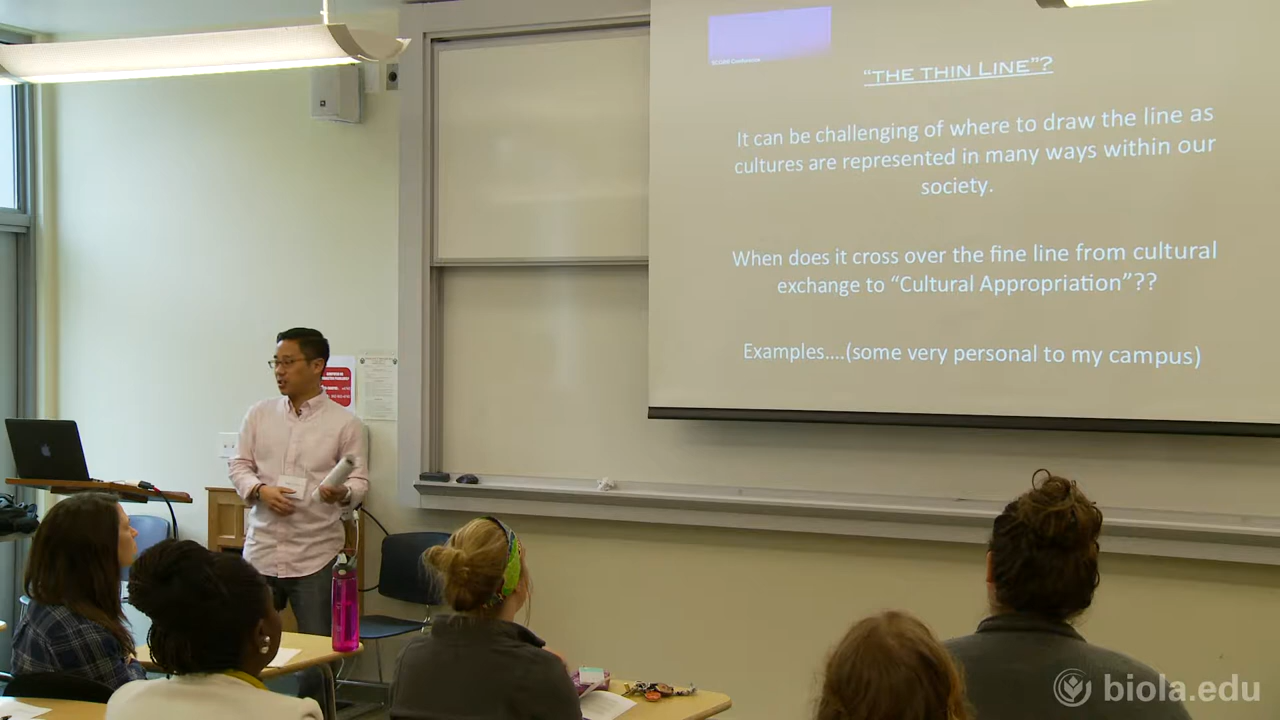 "THE THIN LINE"?
It can be challenging of where to draw the line as
cultures are represented in many ways within our
society.
When does it cross over the fine line from cultural
exchange to "Cultural Appropriation"??
Examples....(some very personal to my campus)
biola.edu